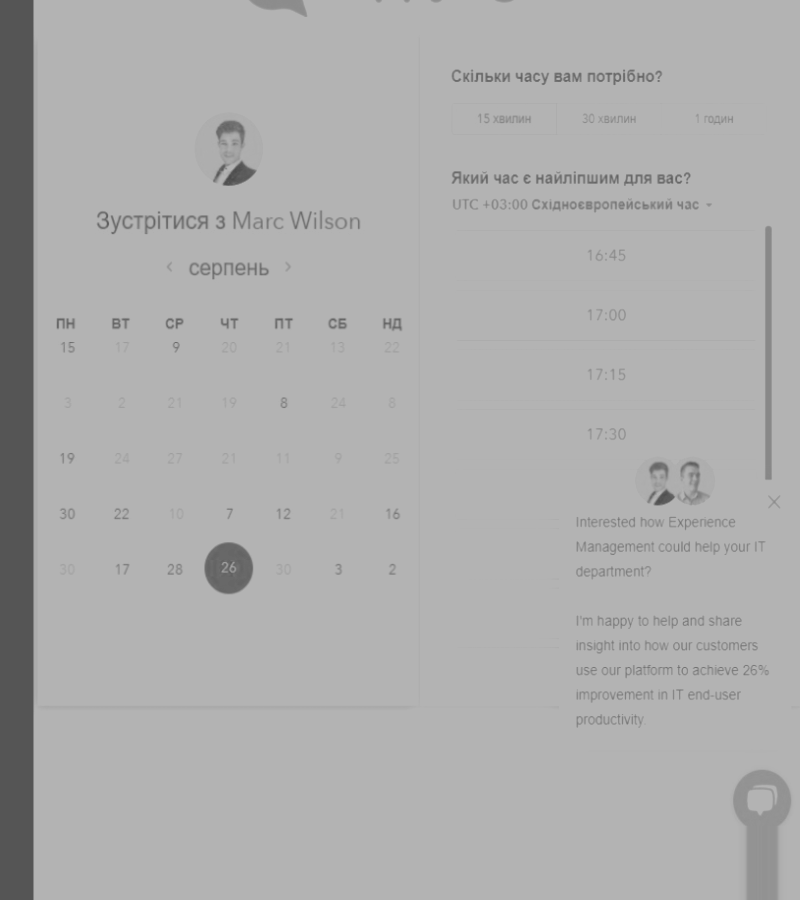 Зустрітися з Marc Wilson
серпень
ПН ВТ СР ЧТ ПТ СБ НД
15 17 9 20 21 13 22
3 2 21 19 8 24 8
19 24 27 21 11 9 25
30 22 10 7 12 21 16
30 17 28 26 30 3 2
Скільки часу вам потрібно?
15 хвилин 30 хвилин 1 годин
Який час є найліпшим для вас?
UTC +03:00 Східноєвропейський час
16:45
17:00
17:15
17:30
Interested how Experience
Management could help your IT
department?
I'm happy to help and share
insight into how our customers
use our platform to achieve 26%
improvement in IT end-user
productivity.